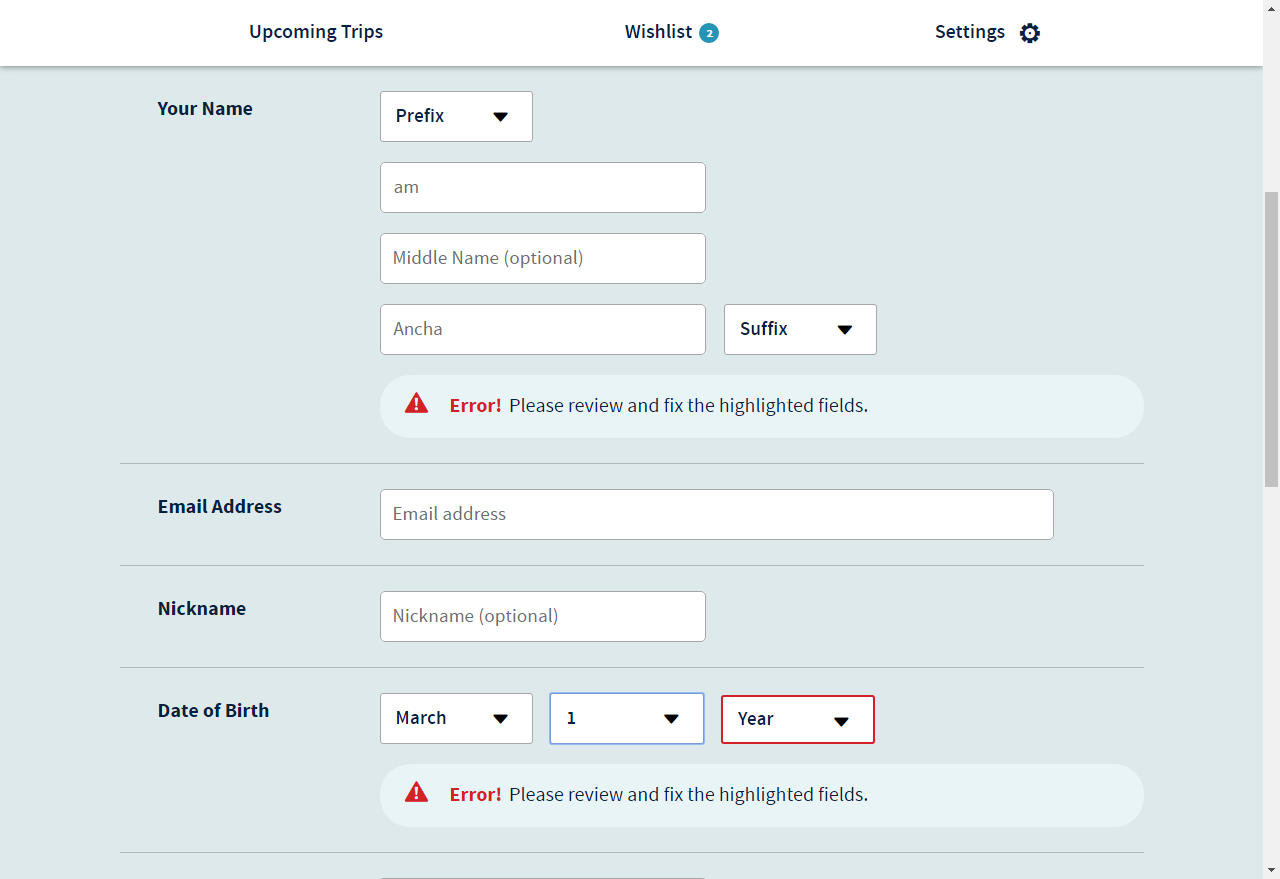 Upcoming Trips Wishlist 2 Settings
Your Name Prefix
am
Middle Name (optional)
Ancha Suffix
Error! Please review and fix the highlighted fields.
Email Address Email address
Nickname Nickname (optional)
Date of Birth March 1 Year
Error! Please review and fix the highlighted fields.